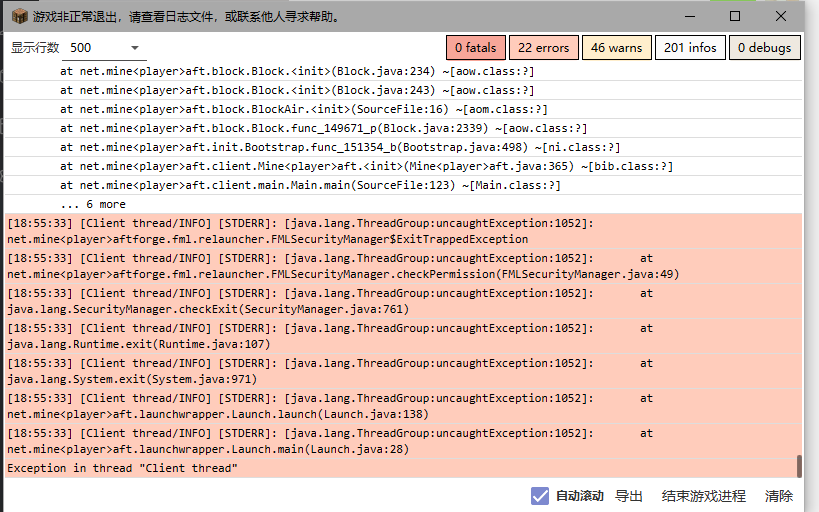 游戏非正常退出，请查看日志文件，或联系他人寻求帮助。
显示行数 500 0 fatals 22 errors 46 warns 201 infos 0 debugs
at net.mine<player>aft.block.Block.<init>(Block.java:234) ~[aow.class:?]
at net.mine<player>aft.block.Block.<init>(Block.java:243) ~[aow.class:?]
at net.mine<player>aft.block.BlockAir.<init>(SourceFile:16) ~[aom.class:?]
at net.mine<player>aft.block.Block.func_149671_p(Block.java:2339) ~[aow.class:?]
at net.mine<player>aft.init.Bootstrap.func_151354_b(Bootstrap.java:498) ~[ni.class:?]
at net.mine<player>aft.client.Mine<player>aft.<init>(Mine<player>aft.java:365) ~[bib.class:?]
at net.mine<player>aft.client.main.Main.main(SourceFile:123) ~[Main.class:?]
... 6 more
[18:55:33] [Client thread/INFO] [STDERR]: [java.lang.ThreadGroup:uncaughtException:1052]:
net.mine<player>aftforge.fml.relauncher.FMLSecurityManager$ExitTrappedException
[18:55:33] [Client thread/INFO] [STDERR]: [java.lang.ThreadGroup:uncaughtException:1052]: at
net.mine<player>aftforge.fml.relauncher.FMLSecurityManager.checkPermission(FMLSecurityManager.java:49)
[18:55:33] [Client thread/INFO] [STDERR]: [java.lang.ThreadGroup:uncaughtException:1052]: at
java.lang.SecurityManager.checkExit(SecurityManager.java:761)
[18:55:33] [Client thread/INFO] [STDERR]: [java.lang.ThreadGroup:uncaughtException:1052]: at
java.lang.Runtime.exit(Runtime.java:107)
[18:55:33] [Client thread/INFO] [STDERR]: [java.lang.ThreadGroup:uncaughtException:1052]: at
java.lang.System.exit(System.java:971)
[18:55:33] [Client thread/INFO] [STDERR]: [java.lang.ThreadGroup:uncaughtException:1052]: at
net.mine<player>aft.launchwrapper.Launch.launch(Launch.java:138)
[18:55:33] [Client thread/INFO] [STDERR]: [java.lang.ThreadGroup:uncaughtException:1052]: at
net.mine<player>aft.launchwrapper.Launch.main(Launch.java:28)
Exception in thread "Client thread"
自动滚动 导出 结束游戏进程 清除